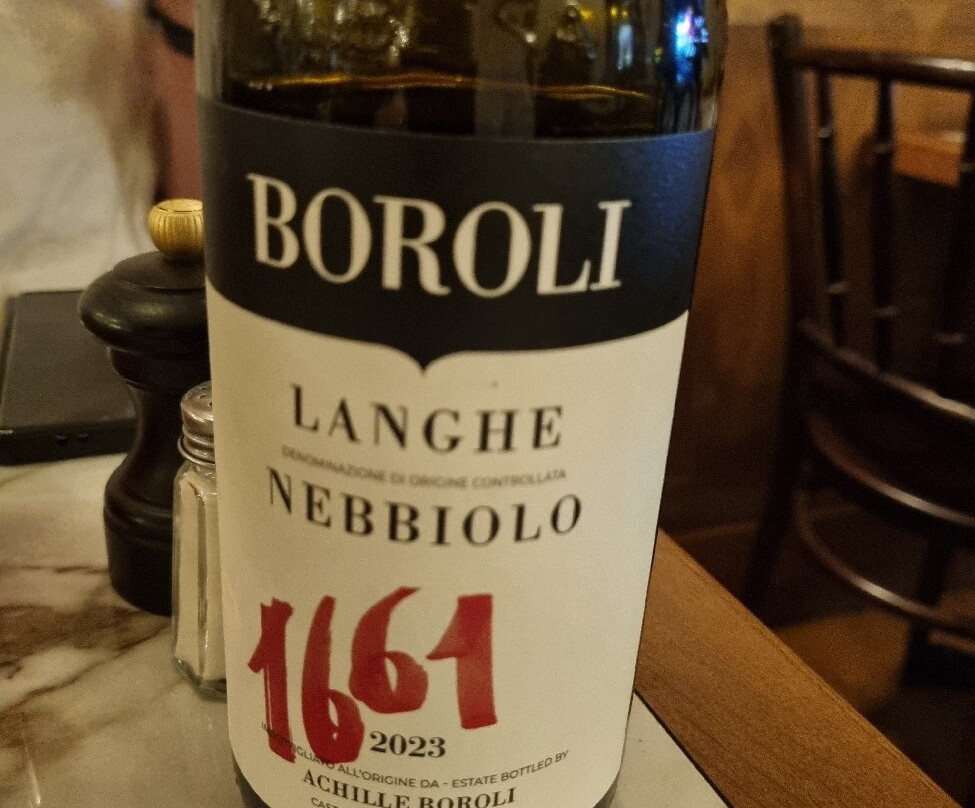 BOROLI
LANGHE
DENOMINAZIONE DI ORIGINE CONTROLLATA
NEBBIOLO
1661
2023
ALL'ORIGINE DA - ESTATE BOTTLED BY
ACHILLE BOROLI